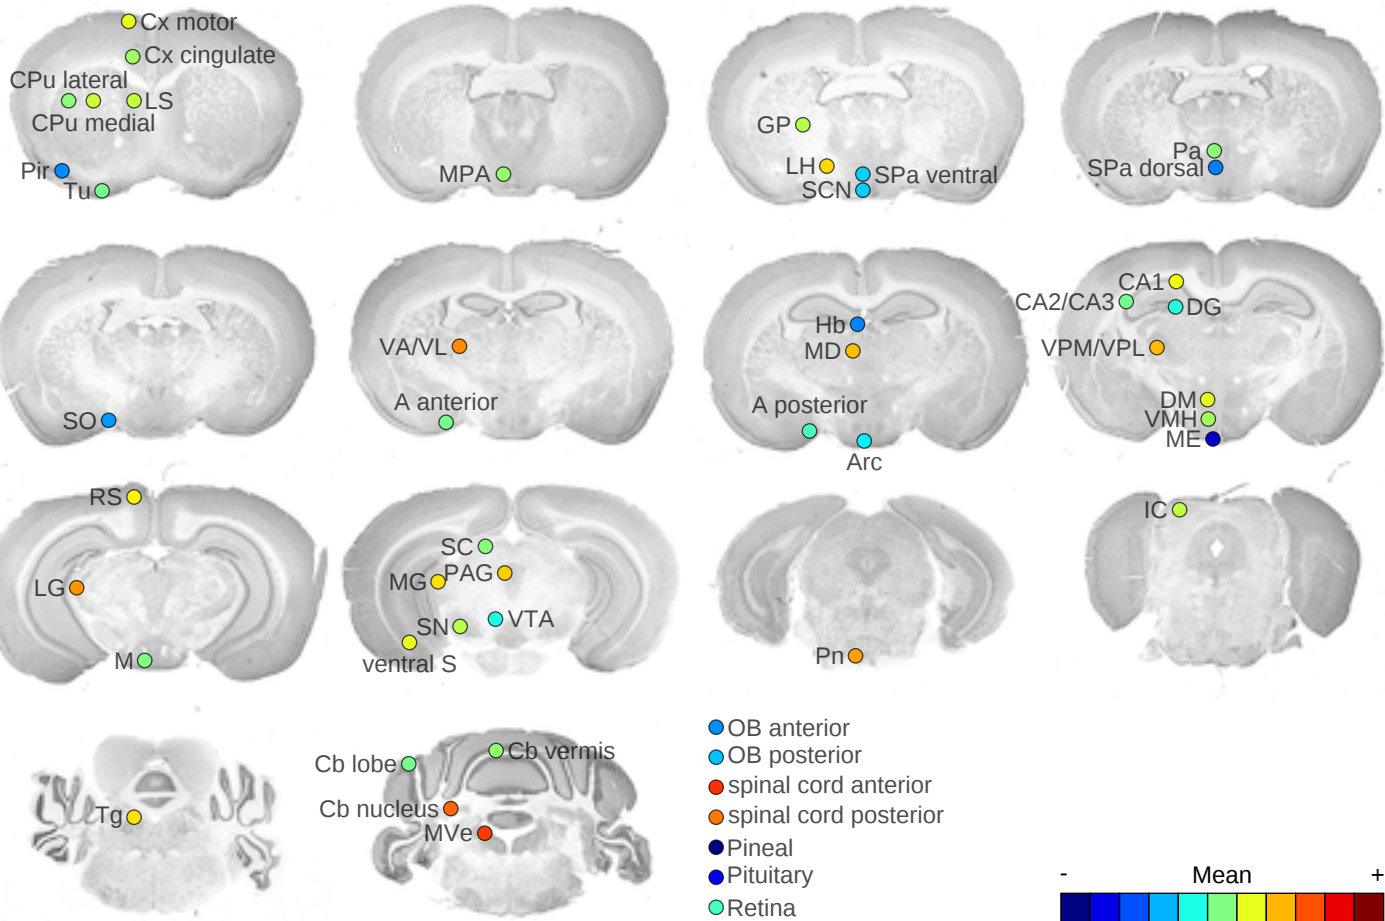 Cx motor
Cx cingulate
CPu lateral
LS
CPu medial
Pir
Tu
MPA
GP
LH
SPa ventral
SCN
Pa
SPa dorsal
SO
VA/VL
A anterior
Hb
MD
A posterior
Arc
CA1
CA2/CA3
DG
VPM/VPL
DM
VMH
ME
RS
LG
M
SC
MG
PAG
SN
VTA
ventral S
Pn
IC
Tg
Cb lobe
Cb vermis
Cb nucleus
MVe
OB anterior
OB posterior
spinal cord anterior
spinal cord posterior
Pineal
Pituitary
Retina
- Mean +